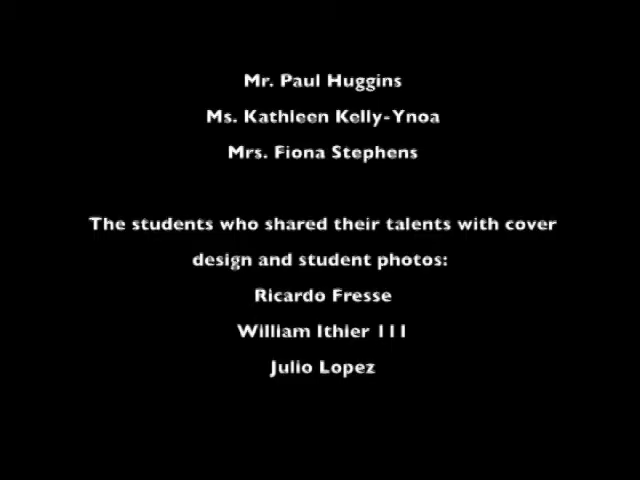 Mr. Paul Huggins
Ms. Kathleen Kelly-Ynoa
Mrs. Fiona Stephens
The students who shared their talents with cover
design and student photos:
Ricardo Fresse
William Ithier 111
Julio Lopez